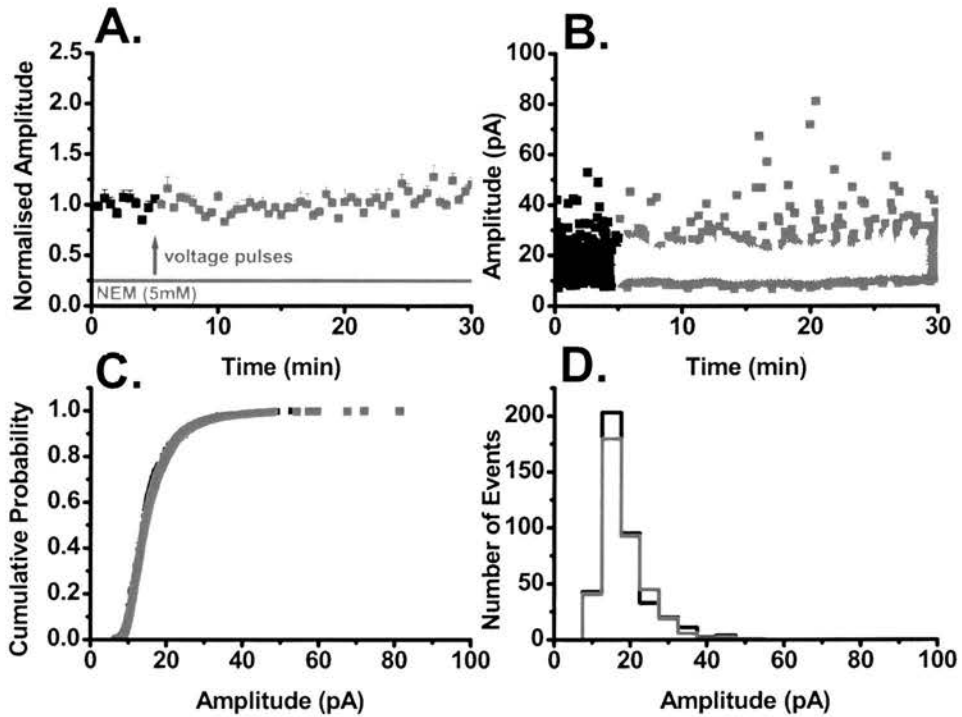 A.
Normalised Amplitude
2.5
2.0
1.5
1.0
0.5
0.0
voltage pulses
NEM (5mM)
0 10 20 30
Time (min)
B.
Amplitude (pA)
100
80
60
40
20
0
0 10 20 30
Time (min)
C.
Cumulative Probability
1.0
0.8
0.6
0.4
0.2
0.0
0 20 40 60 80 100
Amplitude (pA)
D.
Number of Events
200
150
100
50
0
0 20 40 60 80 100
Amplitude (pA)